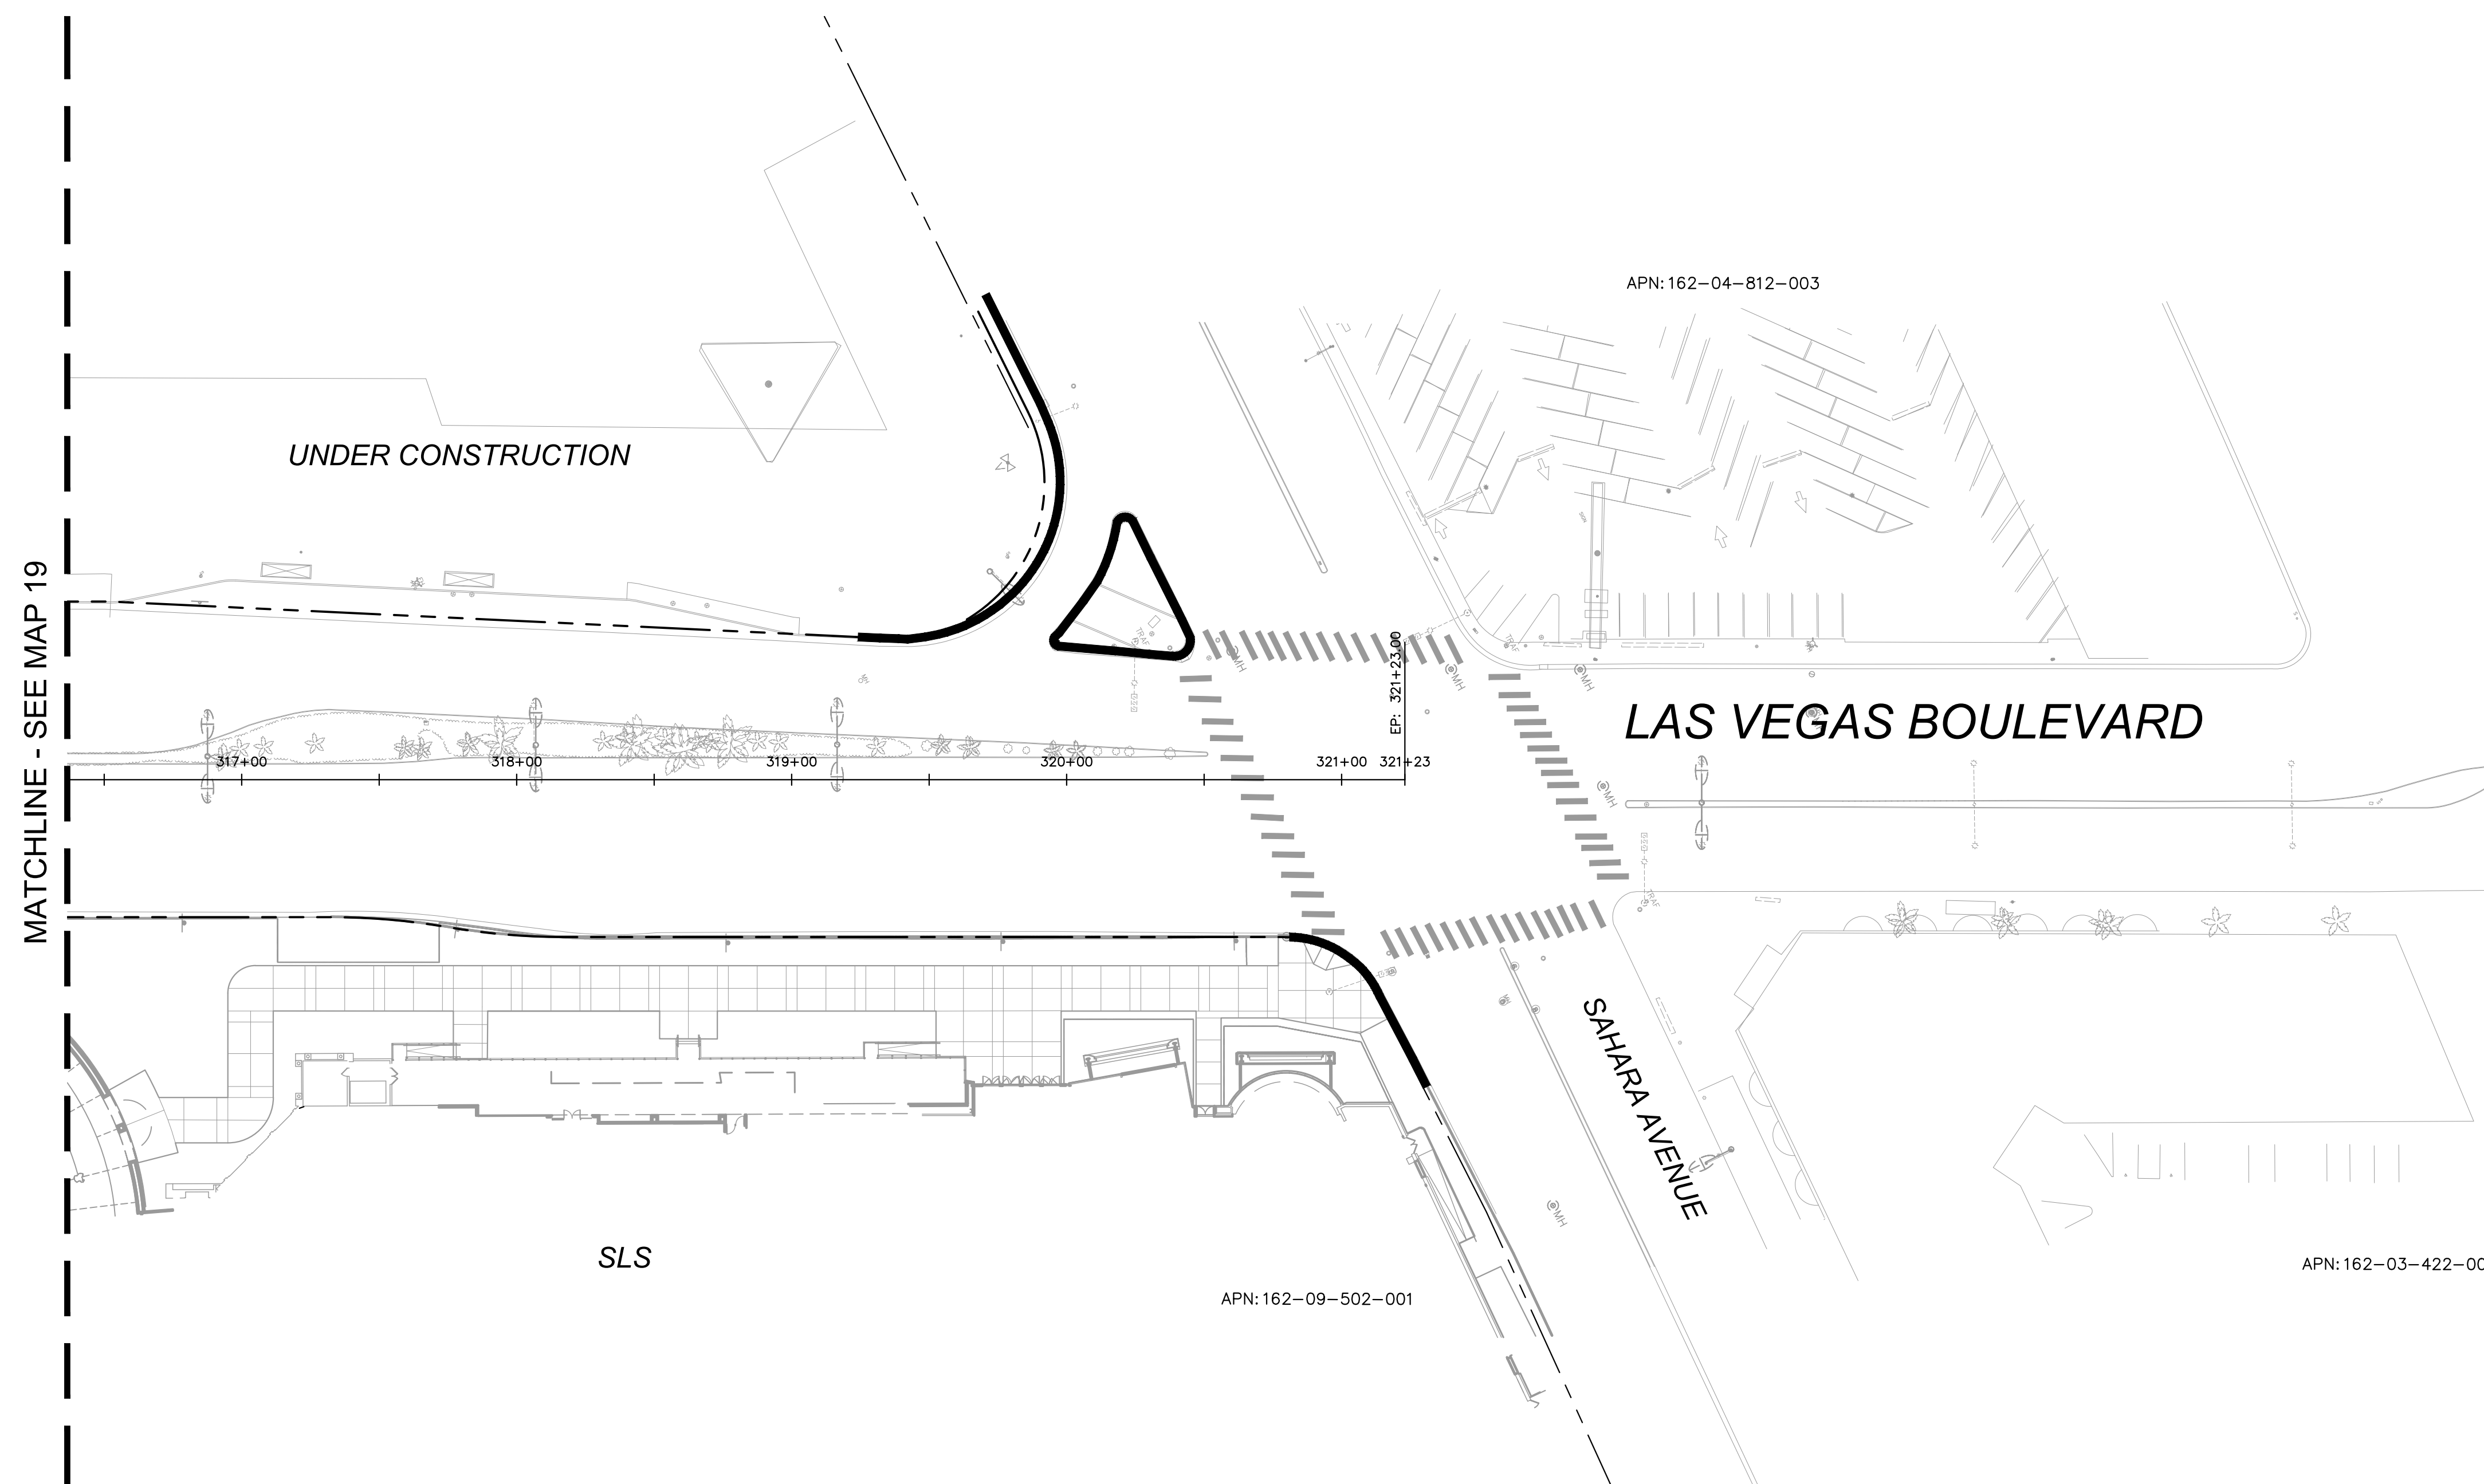 APN: 162-04-812-003
UNDER CONSTRUCTION
MATCHLINE - SEE MAP 19
SIGN
TRAF
TRAF
MH
MH
MH
EP: 321+23.00
LAS VEGAS BOULEVARD
317+00
318+00
319+00
320+00
321+00
321+23
MH
TRAF
MH
SAHARA AVENUE
MH
SLS
APN: 162-09-502-001
APN: 162-03-422-00